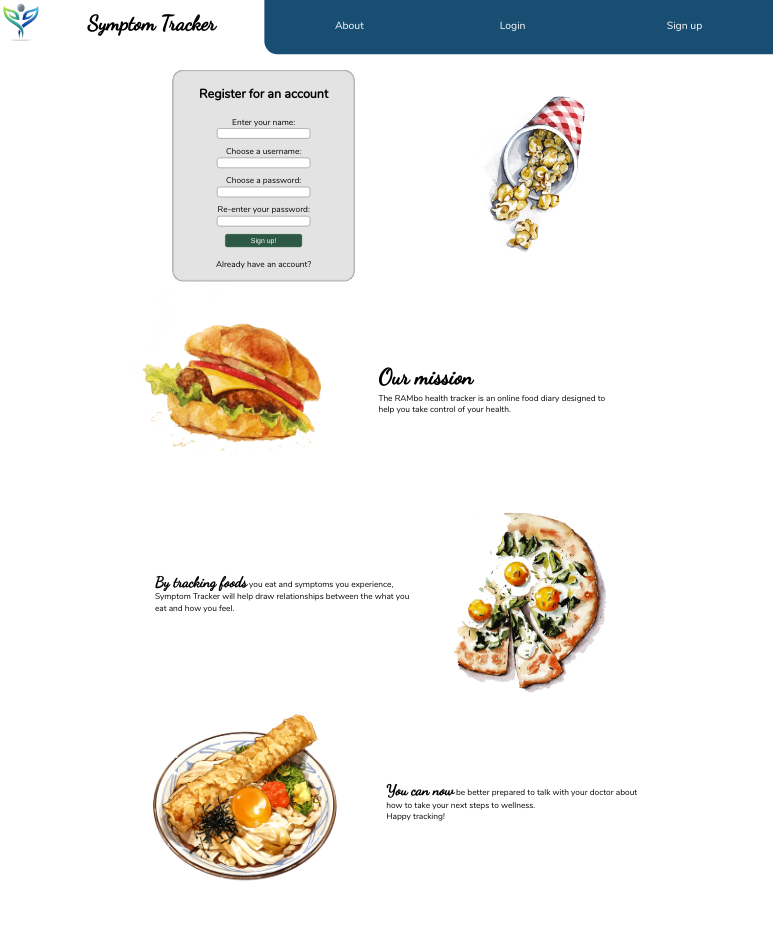 Symptom Tracker
About
Login
Sign up
Register for an account
Enter your name:
Choose a username:
Choose a password:
Re-enter your password:
Sign up!
Already have an account?
Our mission
The RAMbo health tracker is an online food diary designed to
help you take control of your health.
By tracking foods you eat and symptoms you experience,
Symptom Tracker will help draw relationships between the what you
eat and how you feel.
You can now be better prepared to talk with your doctor about
how to take your next steps to wellness.
Happy tracking!